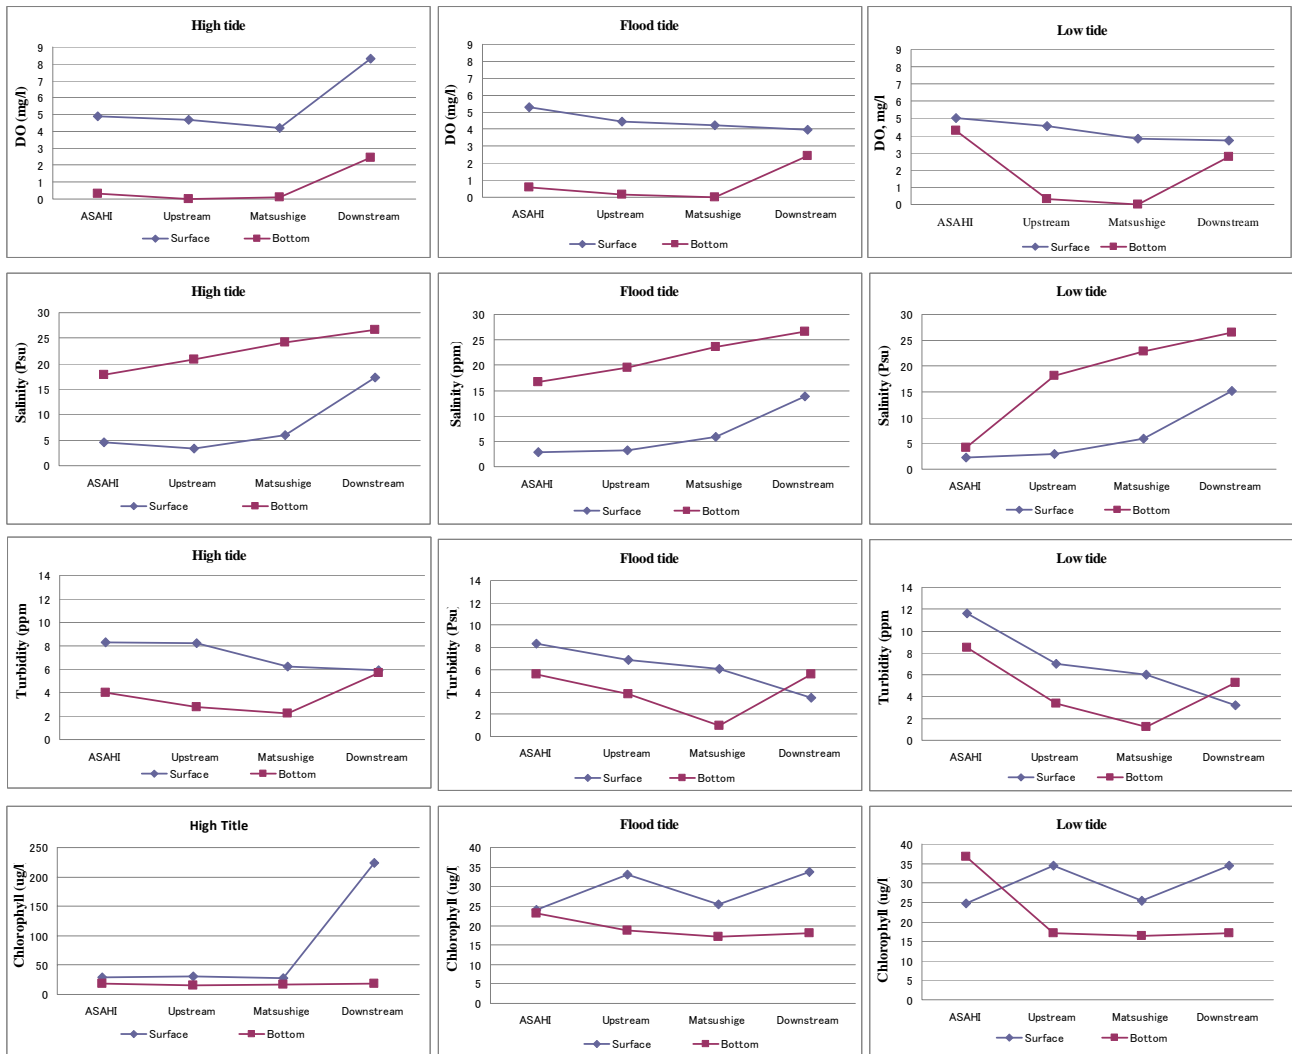 High tide
DO (mg/l)
9
8
7
6
5
4
3
2
1
0
ASAHI Upstream Matsushige Downstream
Surface Bottom
Flood tide
DO (mg/l)
9
8
7
6
5
4
3
2
1
0
ASAHI Upstream Matsushige Downstream
Surface Bottom
Low tide
DO, mg/l
9
8
7
6
5
4
3
2
1
0
ASAHI Upstream Matsushige Downstream
Surface Bottom
High tide
Salinity (Psu)
30
25
20
15
10
5
0
ASAHI Upstream Matsushige Downstream
Surface Bottom
Flood tide
Salinity (ppm)
30
25
20
15
10
5
0
ASAHI Upstream Matsushige Downstream
Surface Bottom
Low tide
Salinity (Psu)
30
25
20
15
10
5
0
ASAHI Upstream Matsushige Downstream
Surface Bottom
High tide
Turbidity (ppm
14
12
10
8
6
4
2
0
ASAHI Upstream Matsushige Downstream
Surface Bottom
Flood tide
Turbidity (Psu)
14
12
10
8
6
4
2
0
ASAHI Upstream Matsushige Downstream
Surface Bottom
Low tide
Turbidity (ppm
14
12
10
8
6
4
2
0
ASAHI Upstream Matsushige Downstream
Surface Bottom
High Title
Chlorophyll (ug/l
250
200
150
100
50
0
ASAHI Upstream Matsushige Downstream
Surface Bottom
Flood tide
Chlorophyll (ug/l)
40
35
30
25
20
15
10
5
0
ASAHI Upstream Matsushige Downstream
Surface Bottom
Low tide
Chlorophyll (ug/l
40
35
30
25
20
15
10
5
0
ASAHI Upstream Matsushige Downstream
Surface Bottom